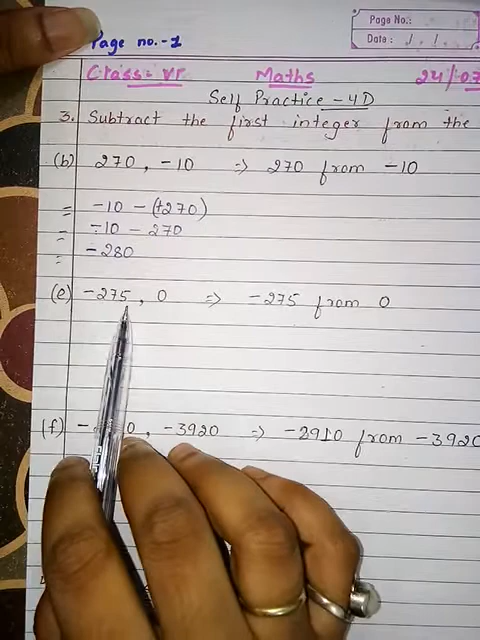 Page no.-1
Page No.:
Date: / /
Class: VI Maths 24/07
Self Practice - 4D
3. Subtract the first integer from the
(b) 270, -10 ⇒ 270 from -10
= -10 - (+270)
= -10 - 270
= -280
(e) -275, 0 ⇒ -275 from 0
(f) - 0, -3920 ⇒ -2910 from -3920